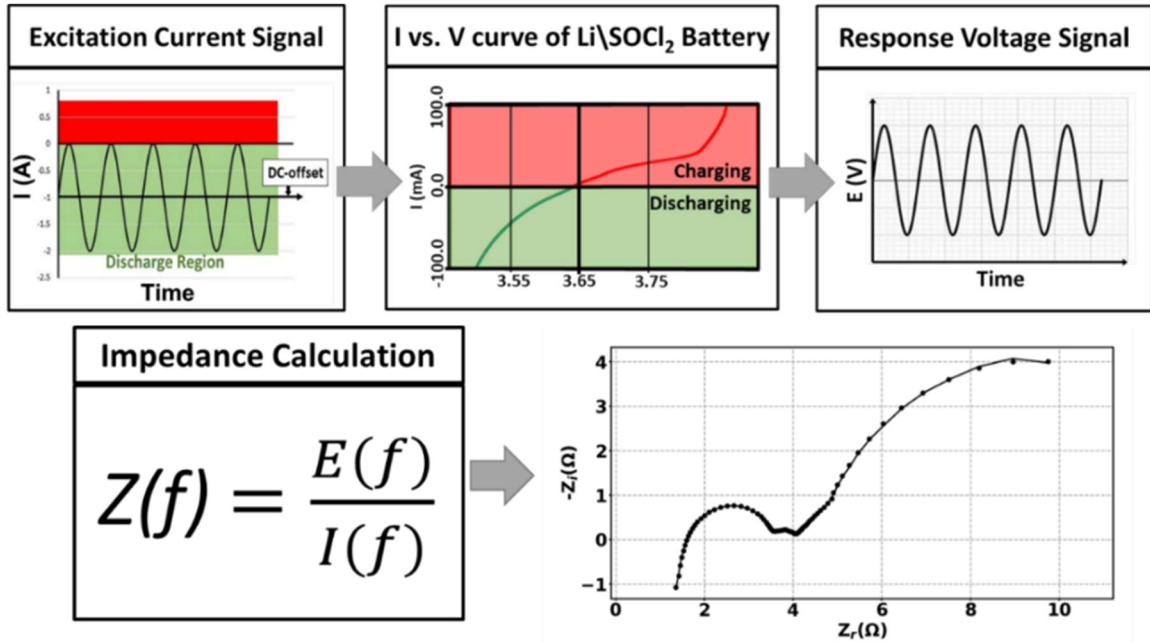 Excitation Current Signal
1
0.5
0
-0.5
-1
-1.5
-2
-2.5
I (A)
DC-offset
Discharge Region
Time
I vs. V curve of Li\SOCl₂ Battery
100.0
0.0
-100.0
I (mA)
Charging
Discharging
3.55 3.65 3.75
Response Voltage Signal
E (V)
Time
Impedance Calculation
Z(f) = E(f) / I(f)
4
3
2
1
0
−1
-Zᵢ(Ω)
0 2 4 6 8 10
Zᵣ(Ω)